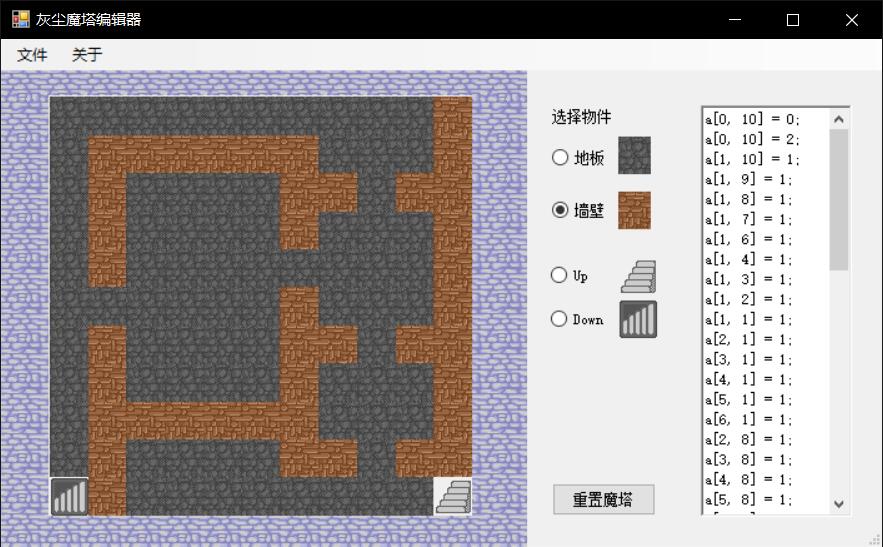 灰尘魔塔编辑器
文件 关于
选择物件
地板
墙壁
Up
Down
重置魔塔
a[0, 10] = 0;
a[0, 10] = 2;
a[1, 10] = 1;
a[1, 9] = 1;
a[1, 8] = 1;
a[1, 7] = 1;
a[1, 6] = 1;
a[1, 4] = 1;
a[1, 3] = 1;
a[1, 2] = 1;
a[1, 1] = 1;
a[2, 1] = 1;
a[3, 1] = 1;
a[4, 1] = 1;
a[5, 1] = 1;
a[6, 1] = 1;
a[2, 8] = 1;
a[3, 8] = 1;
a[4, 8] = 1;
a[5, 8] = 1;